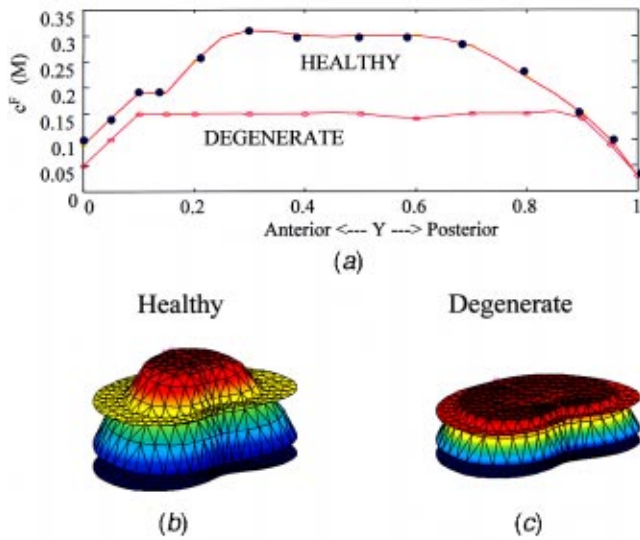 0.35
0.3
0.25
0.2
0.15
0.1
0.05
c^F (M)
HEALTHY
DEGENERATE
0 0.2 0.4 0.6 0.8 1
Anterior <--- Y ---> Posterior
(a)
Healthy Degenerate
(b) (c)